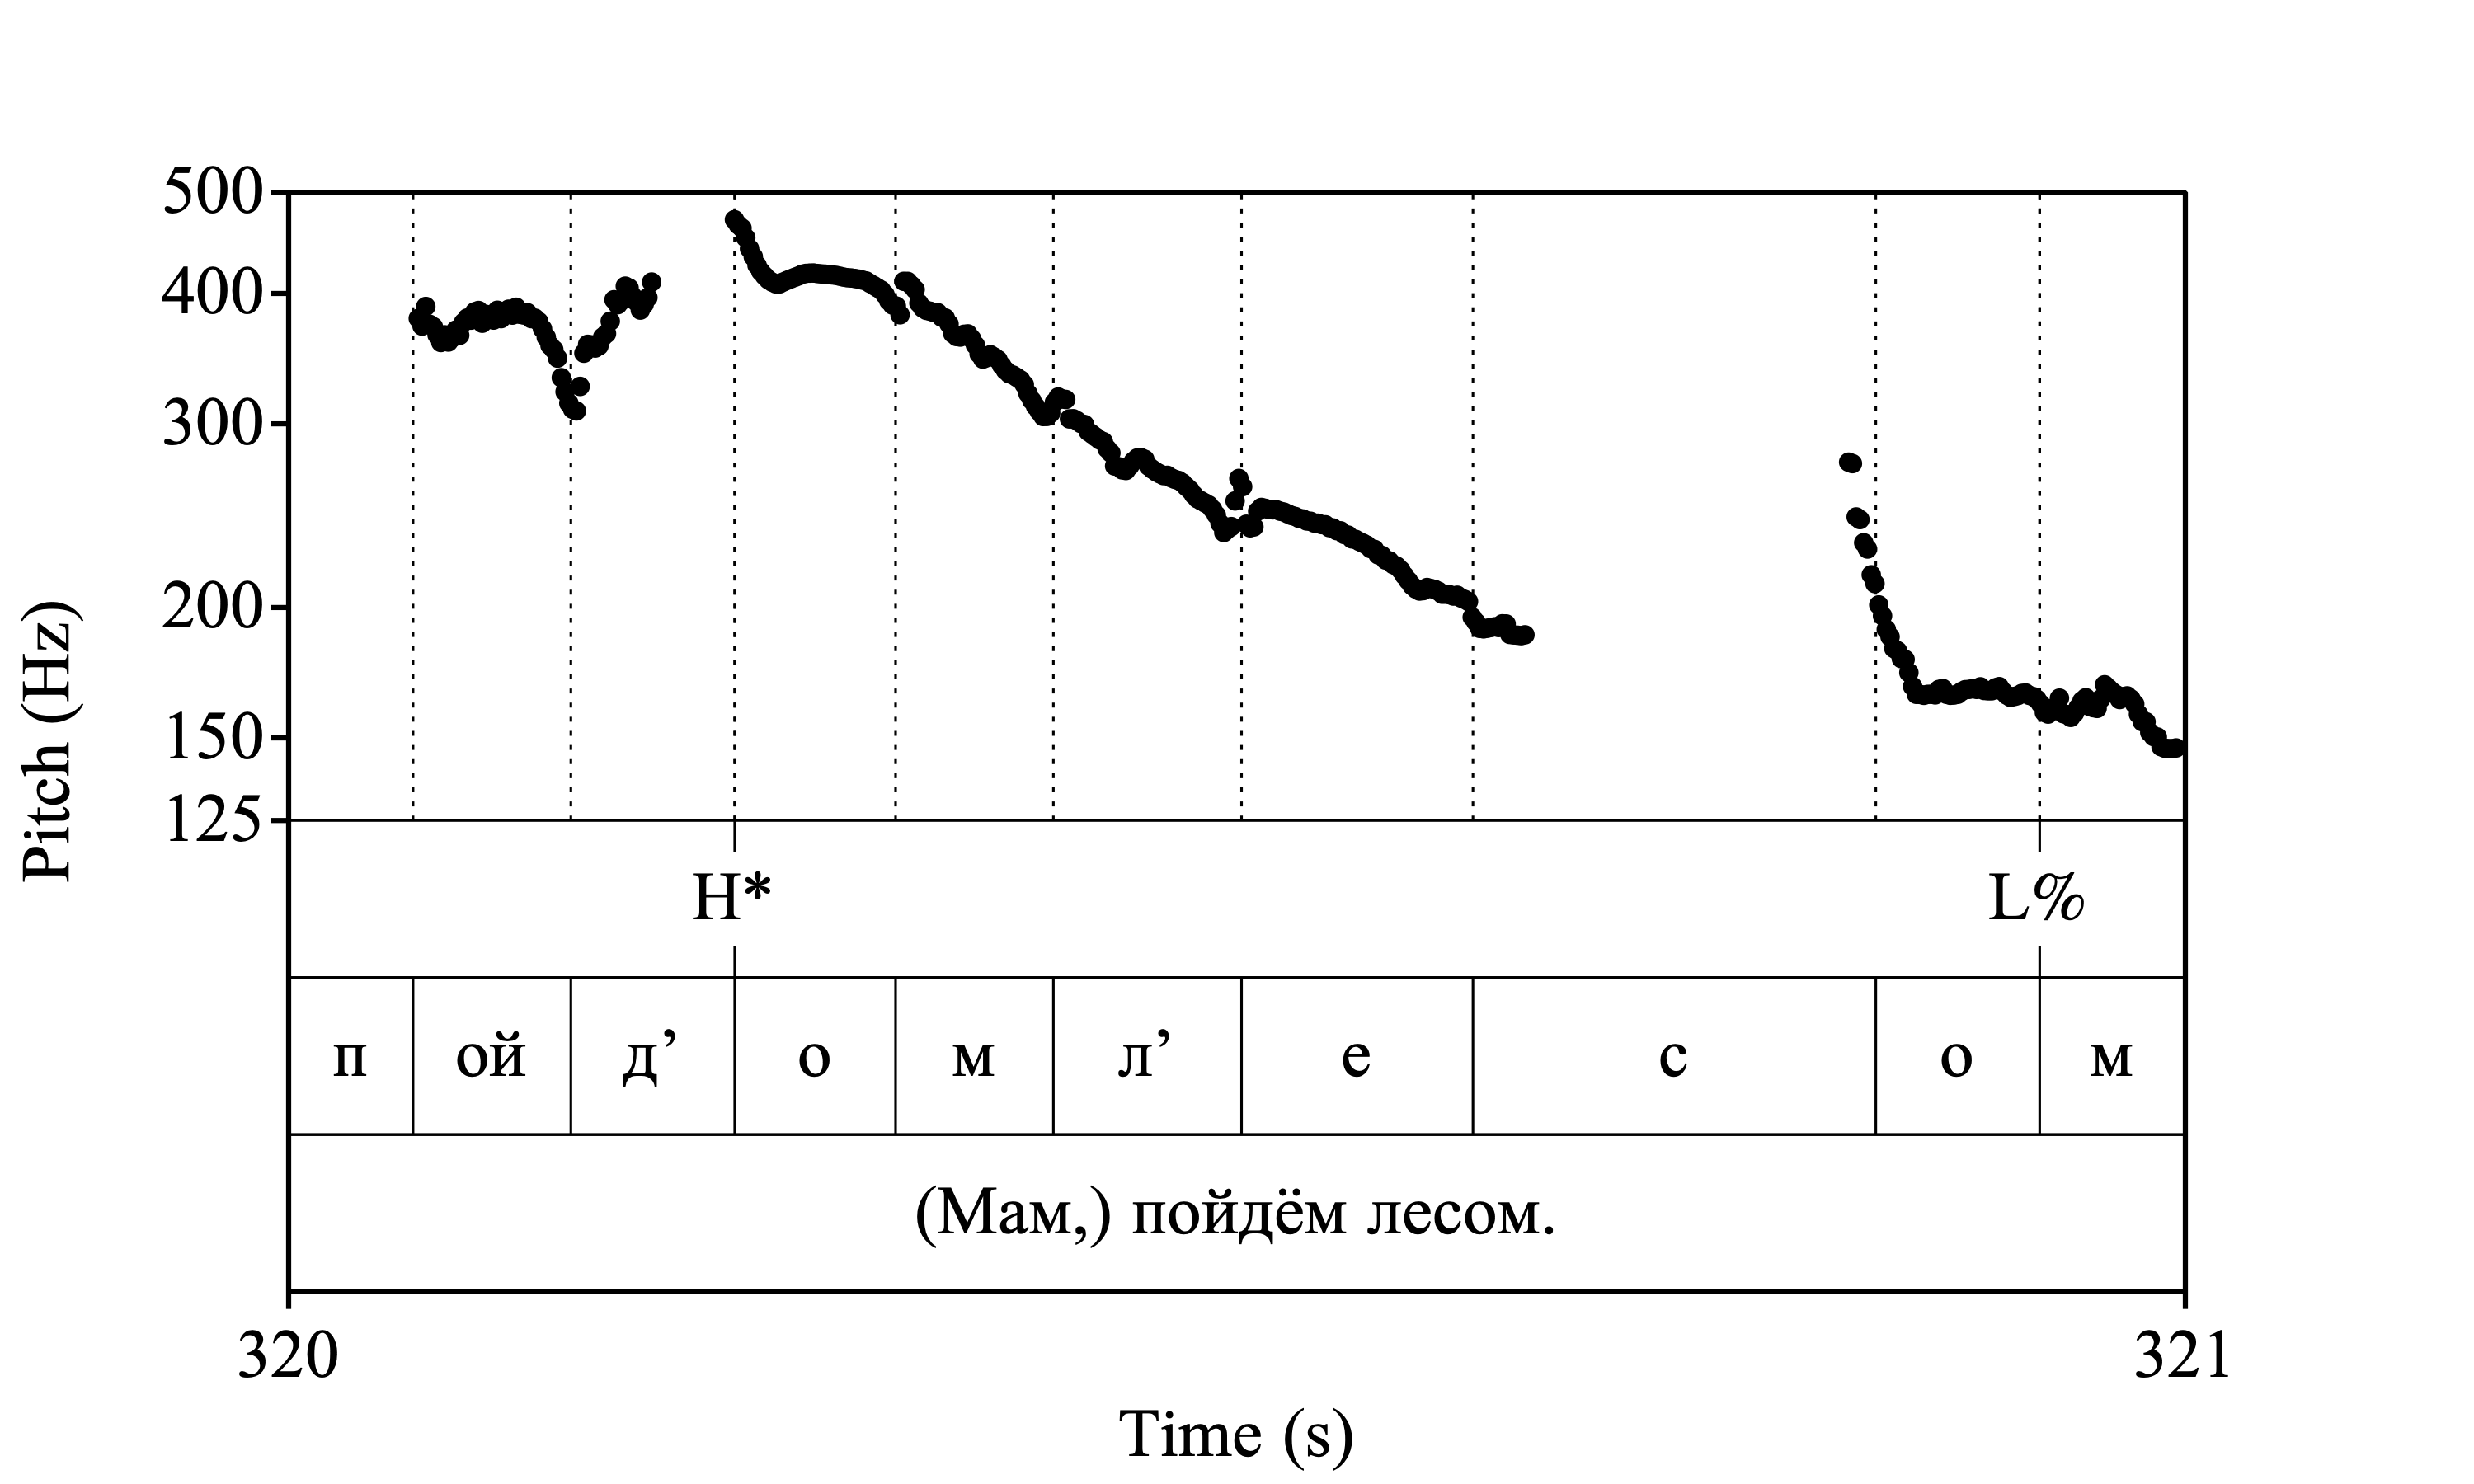 500
400
300
200
150
125
Pitch (Hz)
H* L%
п ой д’ о м л’ е с о м
(Мам,) пойдём лесом.
320 321
Time (s)